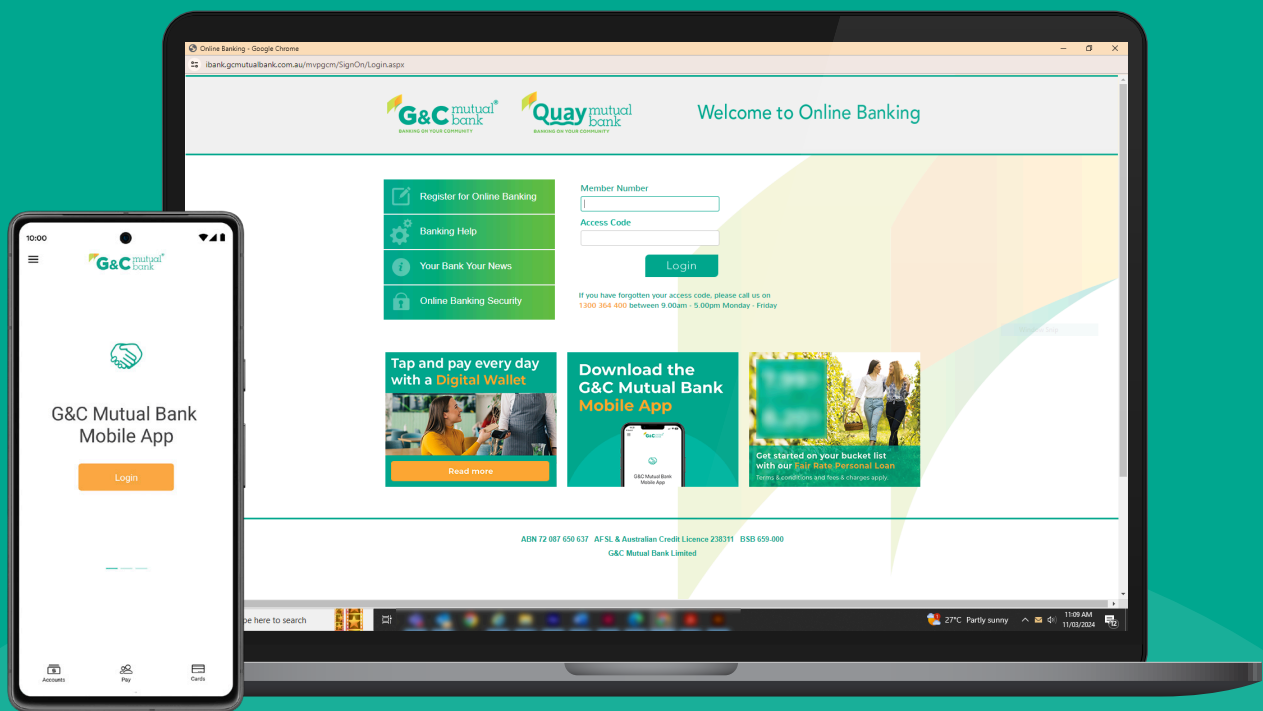 Online Banking - Google Chrome
ibank.gcmutualbank.com.au/mvpgcm/SignOn/Login.aspx
G&C mutual bank®
BANKING ON YOUR COMMUNITY
Quay mutual bank
BANKING ON YOUR COMMUNITY
Welcome to Online Banking
Register for Online Banking
Banking Help
Your Bank Your News
Online Banking Security
Member Number
Access Code
Login
If you have forgotten your access code, please call us on
1300 364 400 between 9.00am - 5.00pm Monday - Friday
Tap and pay every day
with a Digital Wallet
Read more
Download the
G&C Mutual Bank
Mobile App
G&C mutual bank
G&C Mutual Bank
Mobile App
Get started on your bucket list
with our Fair Rate Personal Loan
Terms & conditions and fees & charges apply.
ABN 72 087 650 637 AFSL & Australian Credit Licence 238311 BSB 659-000
G&C Mutual Bank Limited
pe here to search
27°C Partly sunny
11:09 AM
11/03/2024
12
10:00
G&C mutual bank®
G&C Mutual Bank
Mobile App
Login
Accounts
Pay
Cards